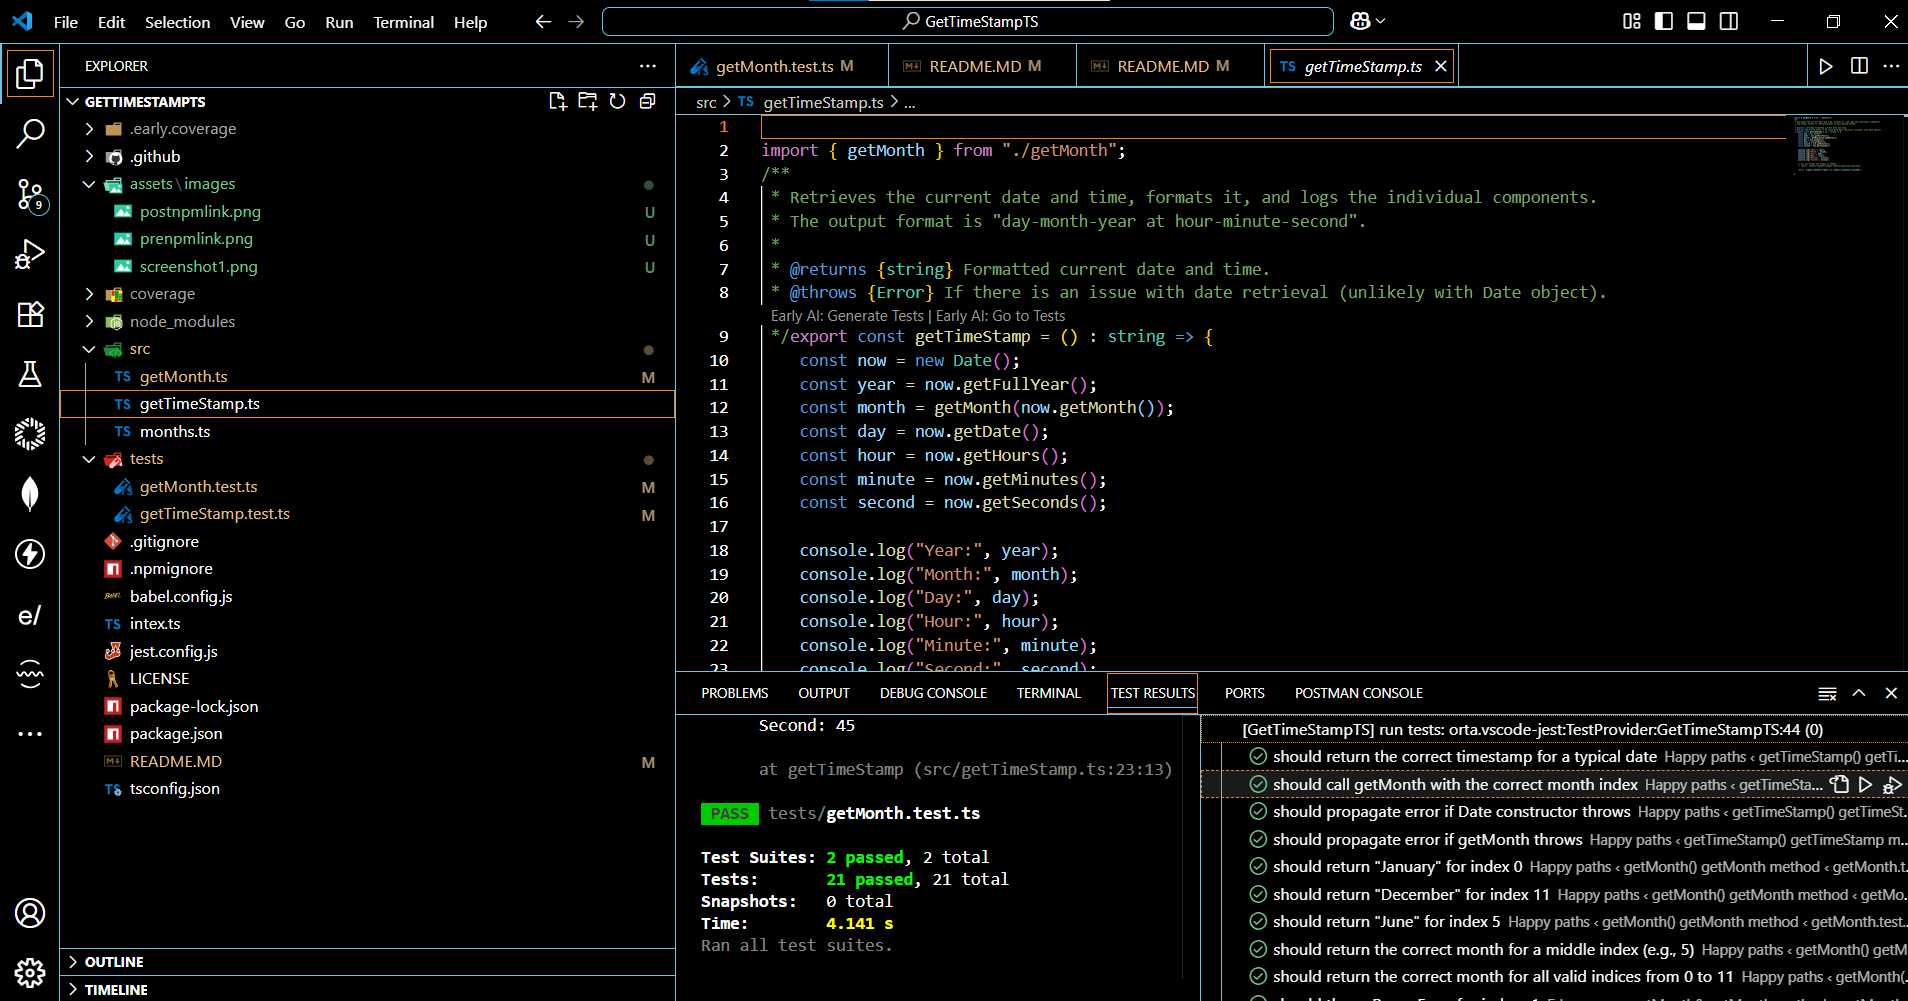 File Edit Selection View Go Run Terminal Help
GetTimeStampTS
EXPLORER
GETTIMESTAMPTS
.early.coverage
.github
assets\images
postnpmlink.png U
prenpmlink.png U
screenshot1.png U
coverage
node_modules
src
TS getMonth.ts M
TS getTimeStamp.ts
TS months.ts
tests
getMonth.test.ts M
getTimeStamp.test.ts M
.gitignore
.npmignore
babel.config.js
TS intex.ts
jest.config.js
LICENSE
package-lock.json
package.json
README.MD M
TS tsconfig.json
OUTLINE
TIMELINE
9
e/
getMonth.test.ts M
README.MD M
README.MD M
TS getTimeStamp.ts
src > TS getTimeStamp.ts > ...
1
2 import { getMonth } from "./getMonth";
3 /**
4 * Retrieves the current date and time, formats it, and logs the individual components.
5 * The output format is "day-month-year at hour-minute-second".
6 *
7 * @returns {string} Formatted current date and time.
8 * @throws {Error} If there is an issue with date retrieval (unlikely with Date object).
Early AI: Generate Tests | Early AI: Go to Tests
9 */export const getTimeStamp = () : string => {
10 const now = new Date();
11 const year = now.getFullYear();
12 const month = getMonth(now.getMonth());
13 const day = now.getDate();
14 const hour = now.getHours();
15 const minute = now.getMinutes();
16 const second = now.getSeconds();
17
18 console.log("Year:", year);
19 console.log("Month:", month);
20 console.log("Day:", day);
21 console.log("Hour:", hour);
22 console.log("Minute:", minute);
23 console.log("Second:", second);
PROBLEMS OUTPUT DEBUG CONSOLE TERMINAL TEST RESULTS PORTS POSTMAN CONSOLE
Second: 45
at getTimeStamp (src/getTimeStamp.ts:23:13)
PASS tests/getMonth.test.ts
Test Suites: 2 passed, 2 total
Tests: 21 passed, 21 total
Snapshots: 0 total
Time: 4.141 s
Ran all test suites.
[GetTimeStampTS] run tests: orta.vscode-jest:TestProvider:GetTimeStampTS:44 (0)
should return the correct timestamp for a typical date Happy paths ‹ getTimeStamp() getTi...
should call getMonth with the correct month index Happy paths ‹ getTimeSta...
should propagate error if Date constructor throws Happy paths ‹ getTimeStamp() getTimeSt...
should propagate error if getMonth throws Happy paths ‹ getTimeStamp() getTimeStamp m...
should return "January" for index 0 Happy paths ‹ getMonth() getMonth method ‹ getMonth.t...
should return "December" for index 11 Happy paths ‹ getMonth() getMonth method ‹ getMo...
should return "June" for index 5 Happy paths ‹ getMonth() getMonth method ‹ getMonth.test...
should return the correct month for a middle index (e.g., 5) Happy paths ‹ getMonth() getM
should return the correct month for all valid indices from 0 to 11 Happy paths ‹ getMonth(